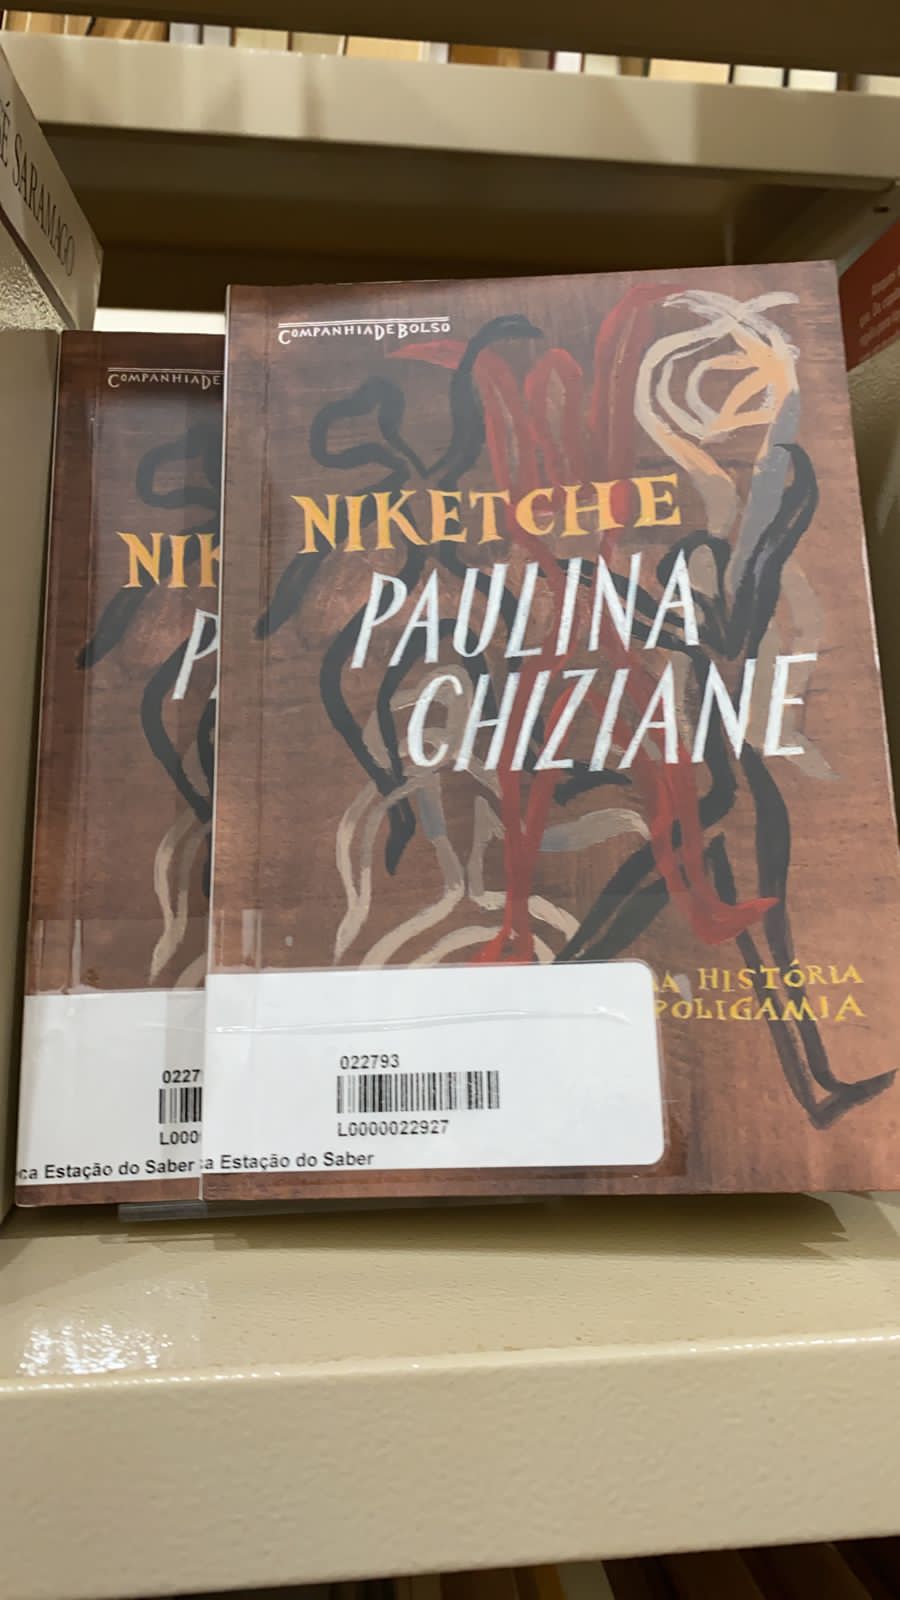 SARAMAGO
COMPANHIADE
NIK
0227
L000
ca Estação do Saber
COMPANHIADEBOLSO
NIKETCHE
PAULINA
CHIZIANE
HISTÓRIA
POLIGAMIA
022793
L0000022927
a Estação do Saber